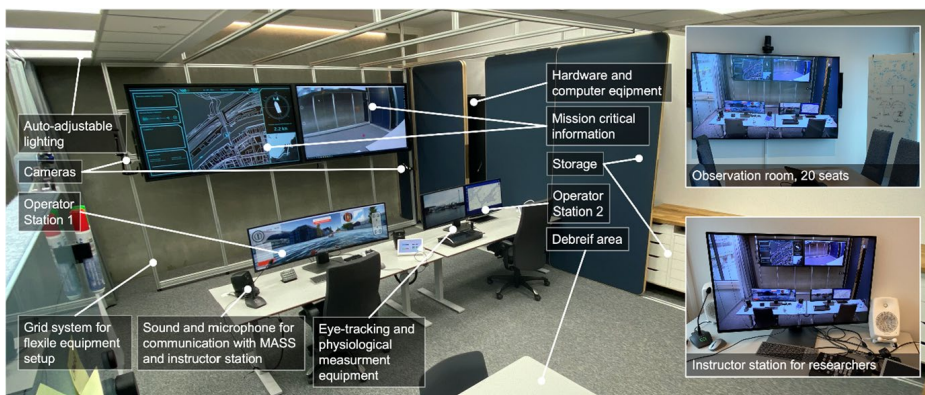 Auto-adjustable
lighting
Cameras
Operator
Station 1
Grid system for
flexile equipment
setup
Sound and microphone for
communication with MASS
and instructor station
Eye-tracking and
physiological
measurment
equipment
Hardware and
computer eqipment
Mission critical
information
Storage
Operator
Station 2
Debreif area
Observation room, 20 seats
Instructor station for researchers